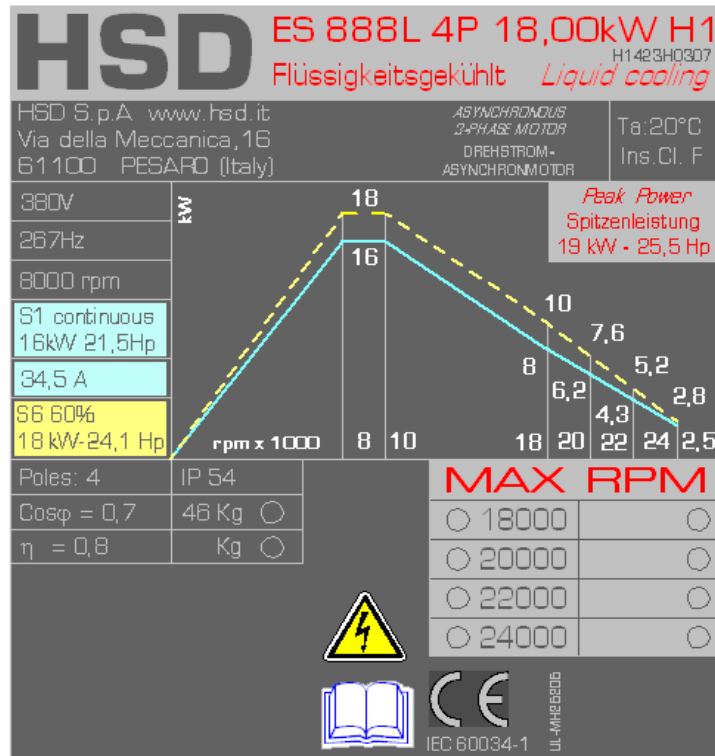 HSD
ES 888L 4P 18,00kW H1
H1423H0307
Flüssigkeitsgekühlt Liquid cooling
HSD S.p.A www.hsd.it
Via della Meccanica,16
61100 PESARO (Italy)
ASYNCHRONOUS
3-PHASE MOTOR
DREHSTROM-
ASYNCHRONMOTOR
Ta:20°C
Ins.Cl. F
380V
267Hz
8000 rpm
S1 continuous
16kW 21,5Hp
34,5 A
S6 60%
18 kW-24,1 Hp
kW
18
16
Peak Power
Spitzenleistung
19 kW - 25,5 Hp
10
7,6
5,2
2,8
8
6,2
4,3
2,5
rpm x 1000 8 10 18 20 22 24
Poles: 4 IP 54
Cosφ = 0,7 46 Kg
η = 0,8 Kg
MAX RPM
18000
20000
22000
24000
CE
IEC 60034-1
UL-MH26206